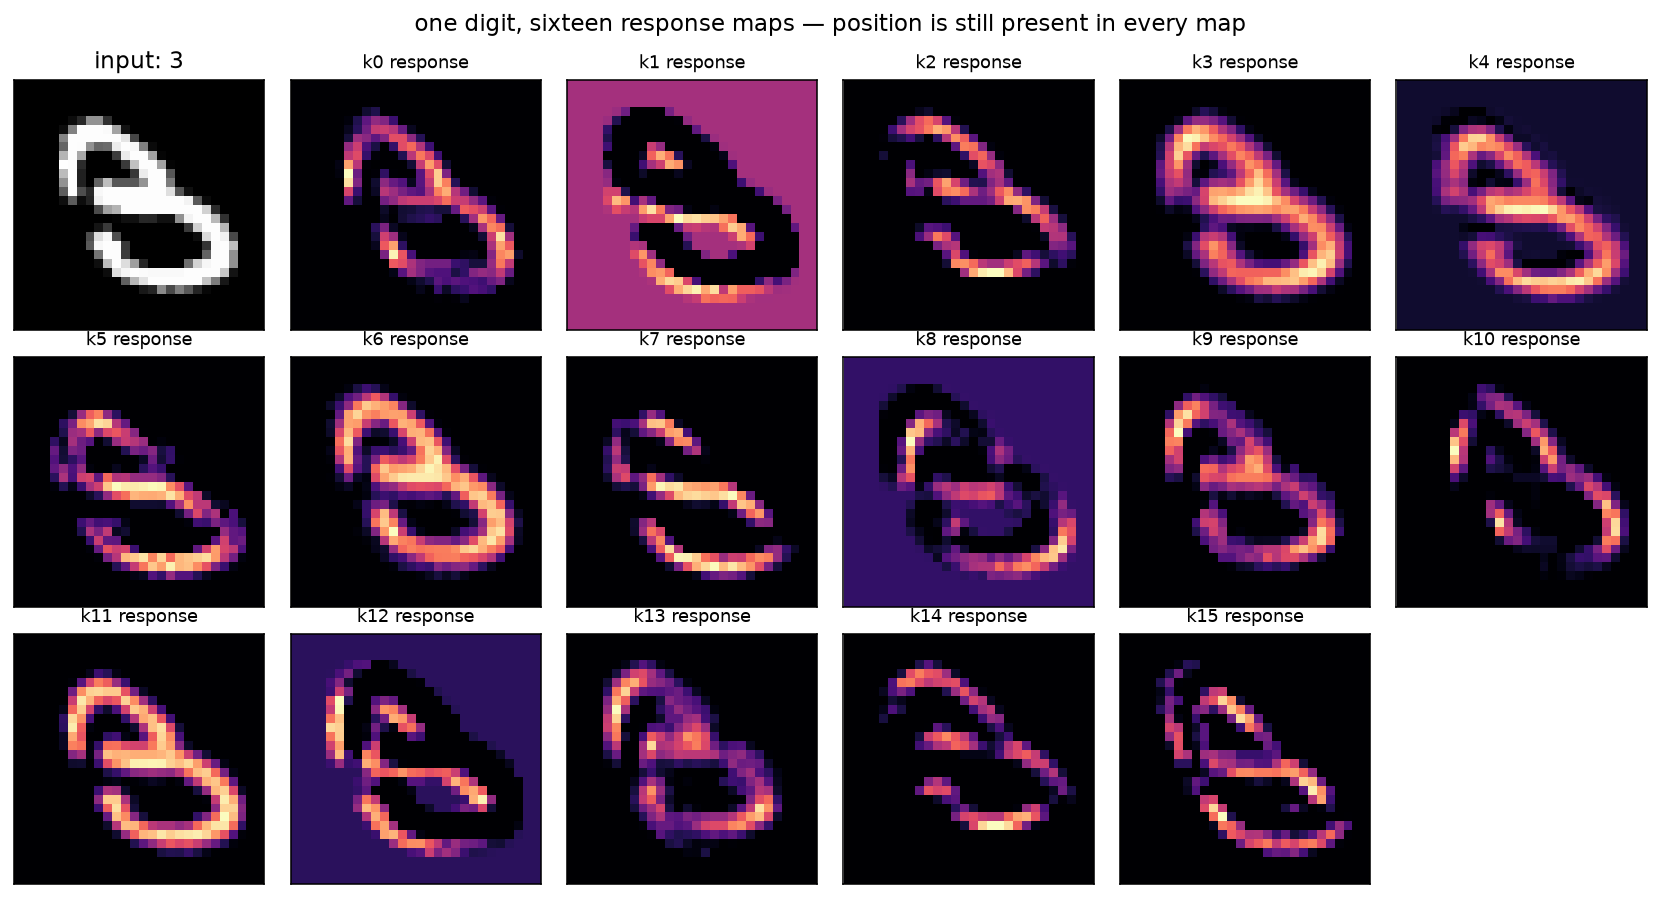 one digit, sixteen response maps — position is still present in every map
input: 3
k0 response
k1 response
k2 response
k3 response
k4 response
k5 response
k6 response
k7 response
k8 response
k9 response
k10 response
k11 response
k12 response
k13 response
k14 response
k15 response